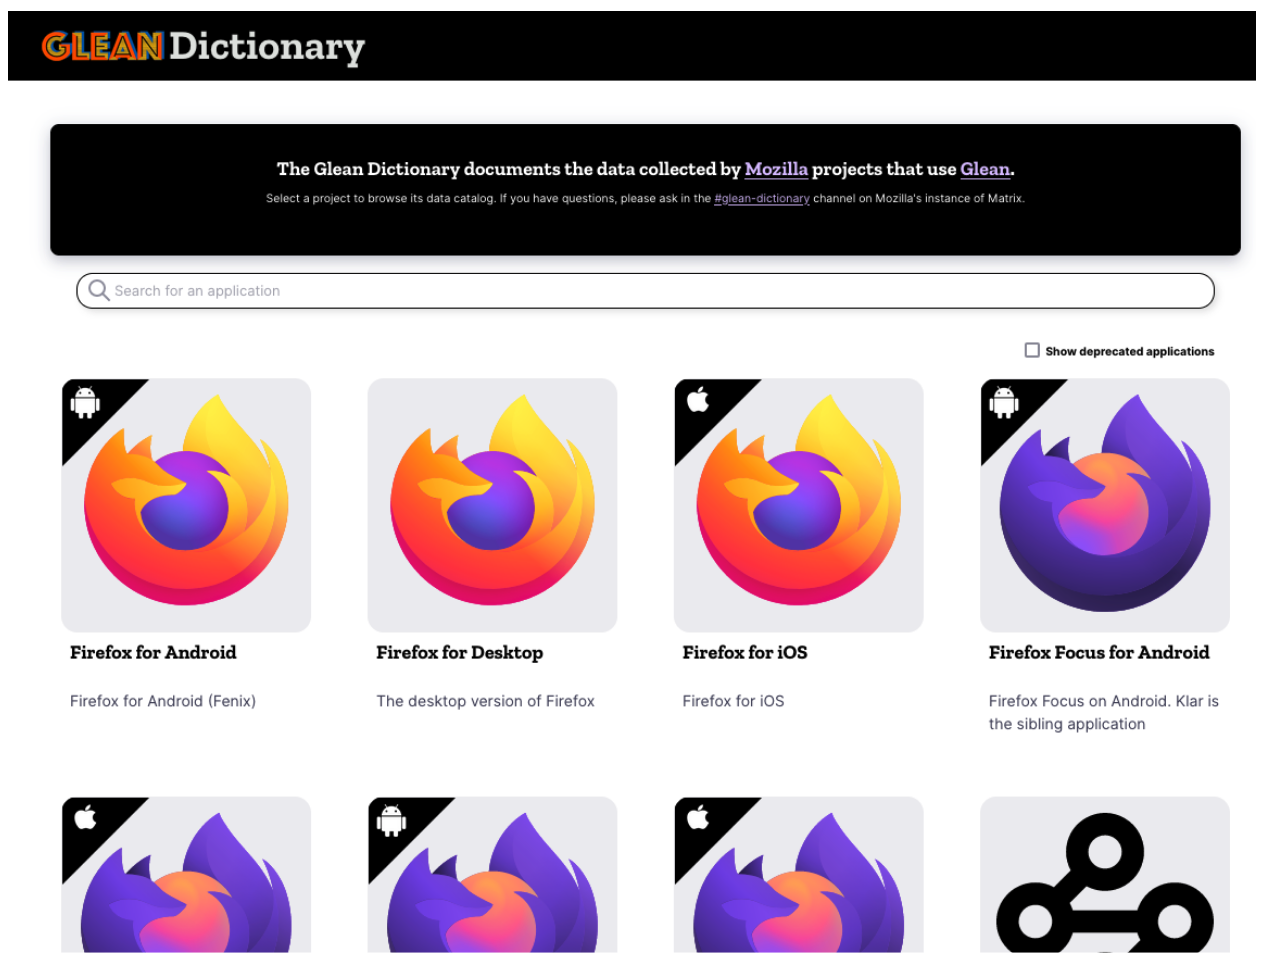 GLEAN Dictionary
The Glean Dictionary documents the data collected by Mozilla projects that use Glean.
Select a project to browse its data catalog. If you have questions, please ask in the #glean-dictionary channel on Mozilla's instance of Matrix.
Search for an application
Show deprecated applications
Firefox for Android
Firefox for Android (Fenix)
Firefox for Desktop
The desktop version of Firefox
Firefox for iOS
Firefox for iOS
Firefox Focus for Android
Firefox Focus on Android. Klar is
the sibling application